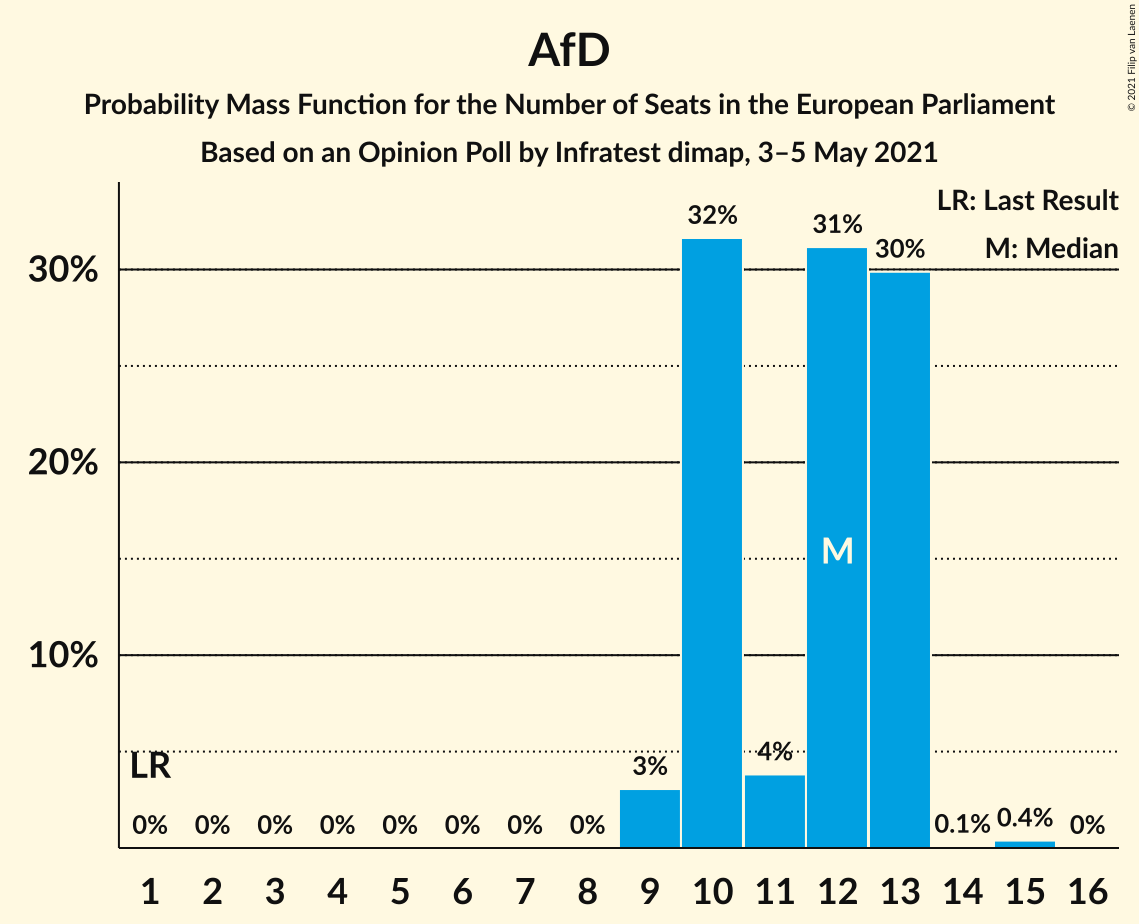 AfD
Probability Mass Function for the Number of Seats in the European Parliament
Based on an Opinion Poll by Infratest dimap, 3–5 May 2021
© 2021 Filip van Laenen
LR: Last Result
M: Median
30%
20%
10%
32%
31%
30%
M
LR
3%
4%
0% 0% 0% 0% 0% 0% 0% 0% 0.1% 0.4% 0%
1 2 3 4 5 6 7 8 9 10 11 12 13 14 15 16